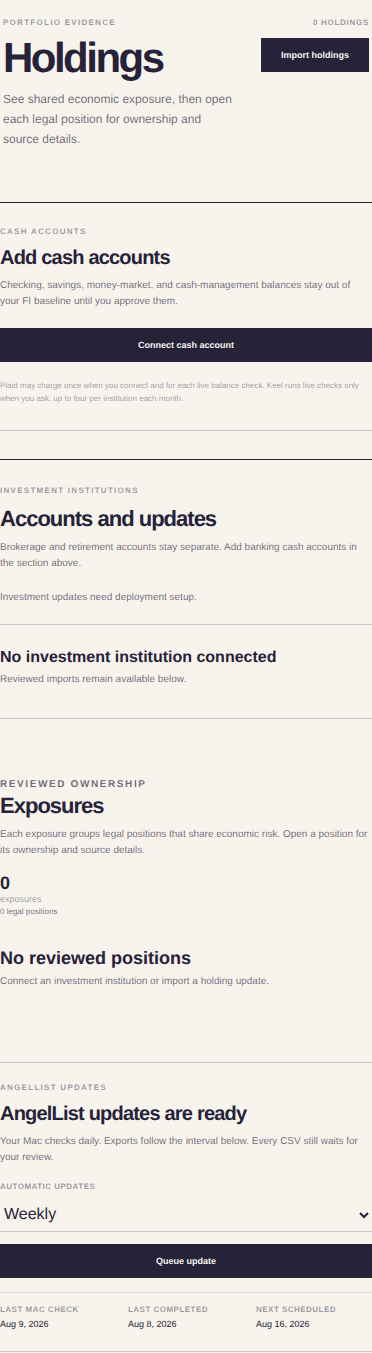 PORTFOLIO EVIDENCE
0 HOLDINGS
Holdings
Import holdings
See shared economic exposure, then open
each legal position for ownership and
source details.
CASH ACCOUNTS
Add cash accounts
Checking, savings, money-market, and cash-management balances stay out of
your FI baseline until you approve them.
Connect cash account
Plaid may charge once when you connect and for each live balance check. Keel runs live checks only
when you ask, up to four per institution each month.
INVESTMENT INSTITUTIONS
Accounts and updates
Brokerage and retirement accounts stay separate. Add banking cash accounts in
the section above.
Investment updates need deployment setup.
No investment institution connected
Reviewed imports remain available below.
REVIEWED OWNERSHIP
Exposures
Each exposure groups legal positions that share economic risk. Open a position for
its ownership and source details.
0
exposures
0 legal positions
No reviewed positions
Connect an investment institution or import a holding update.
ANGELLIST UPDATES
AngelList updates are ready
Your Mac checks daily. Exports follow the interval below. Every CSV still waits for
your review.
AUTOMATIC UPDATES
Weekly
Queue update
LAST MAC CHECK
LAST COMPLETED
NEXT SCHEDULED
Aug 9, 2026
Aug 8, 2026
Aug 16, 2026